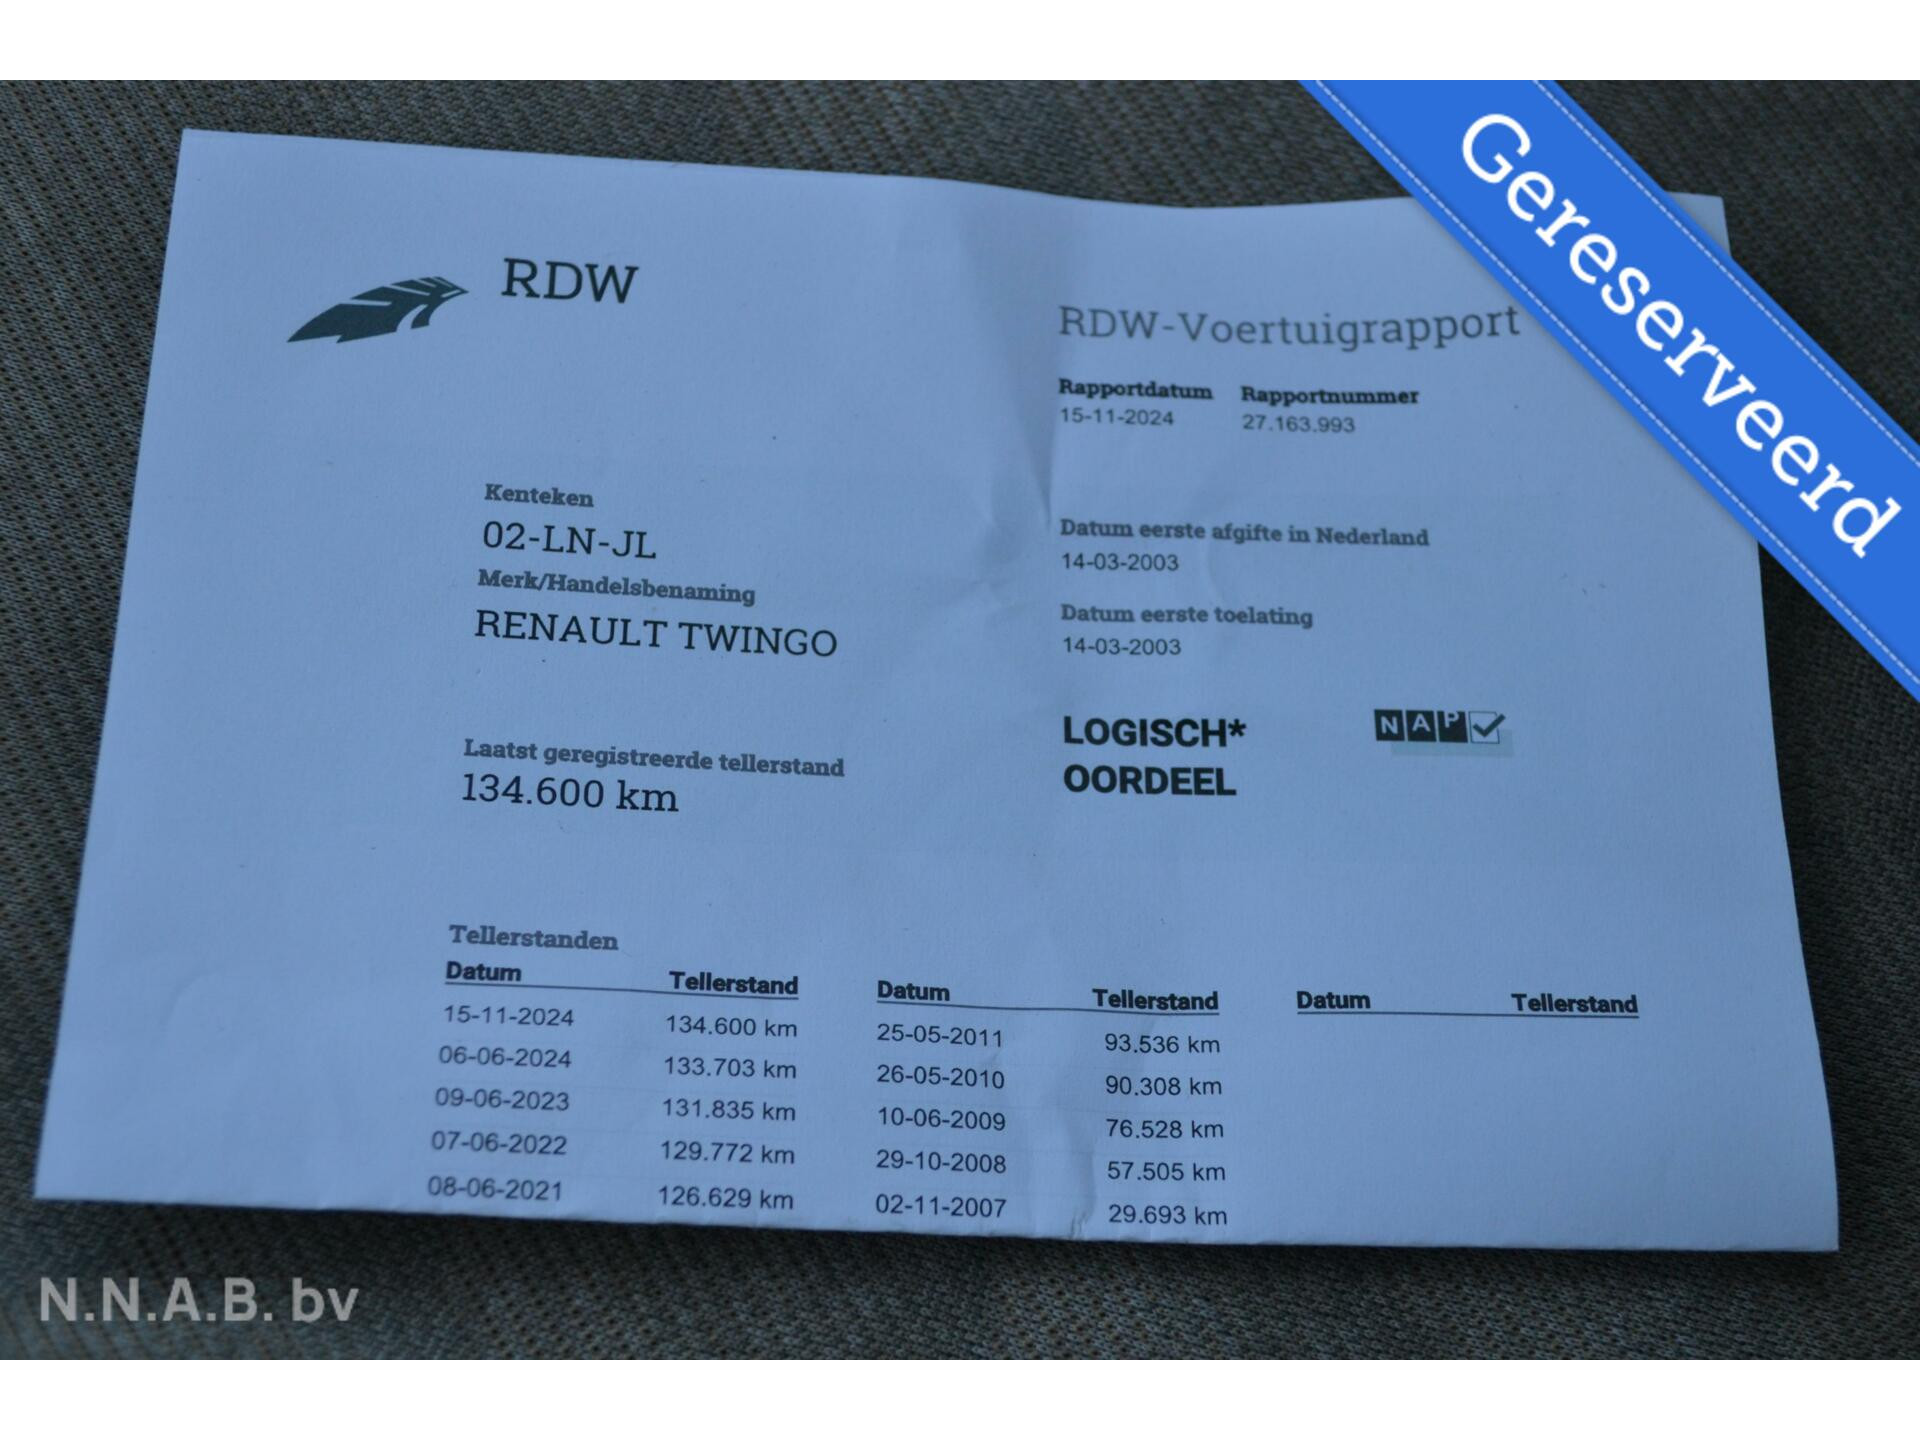 Gereserveerd
RDW
RDW-Voertuigrapport
Rapportdatum Rapportnummer
15-11-2024 27.163.993
Kenteken
02-LN-JL
Merk/Handelsbenaming
RENAULT TWINGO
Datum eerste afgifte in Nederland
14-03-2003
Datum eerste toelating
14-03-2003
Laatst geregistreerde tellerstand
134.600 km
LOGISCH*
OORDEEL
NAP
Tellerstanden
Datum Tellerstand Datum Tellerstand Datum Tellerstand
15-11-2024 134.600 km 25-05-2011 93.536 km
06-06-2024 133.703 km 26-05-2010 90.308 km
09-06-2023 131.835 km 10-06-2009 76.528 km
07-06-2022 129.772 km 29-10-2008 57.505 km
08-06-2021 126.629 km 02-11-2007 29.693 km
N.N.A.B. bv